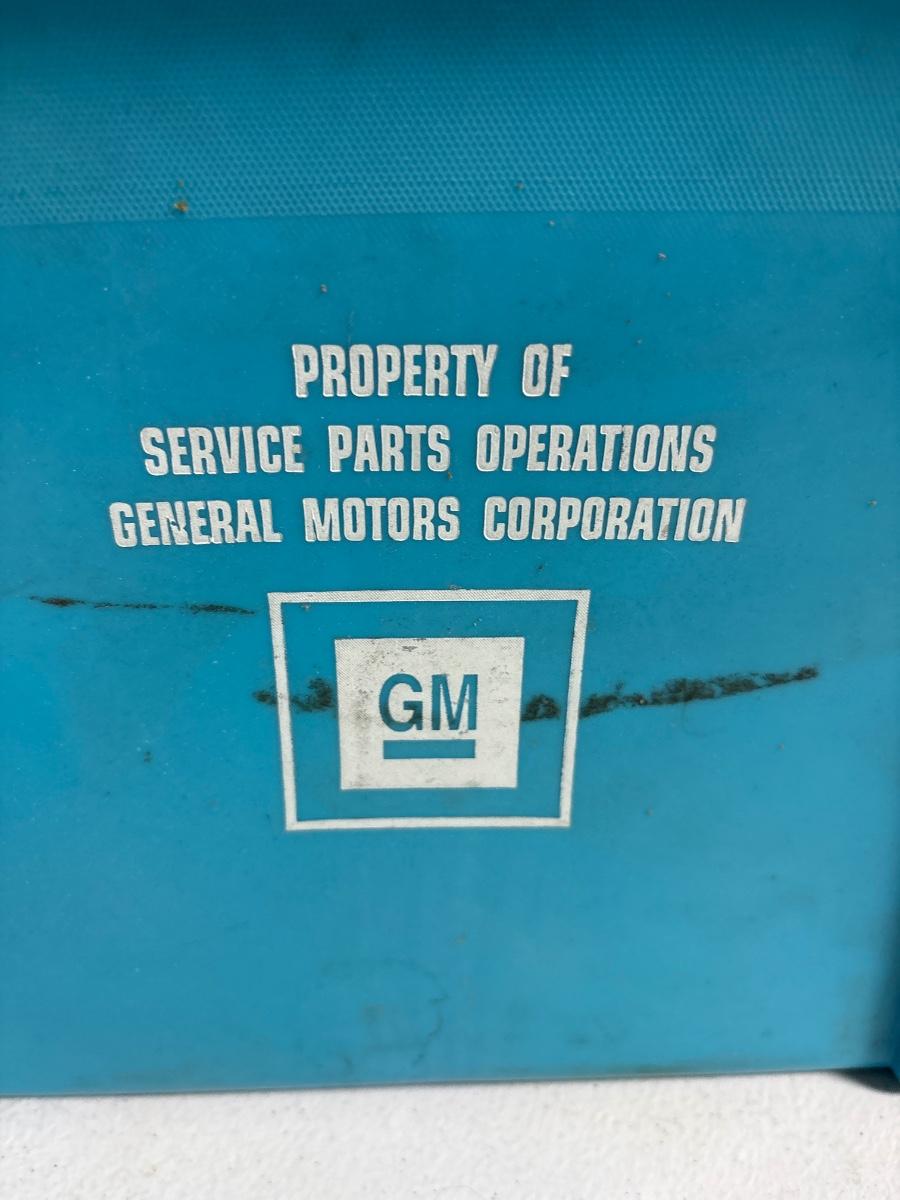 PROPERTY OF
SERVICE PARTS OPERATIONS
GENERAL MOTORS CORPORATION
GM